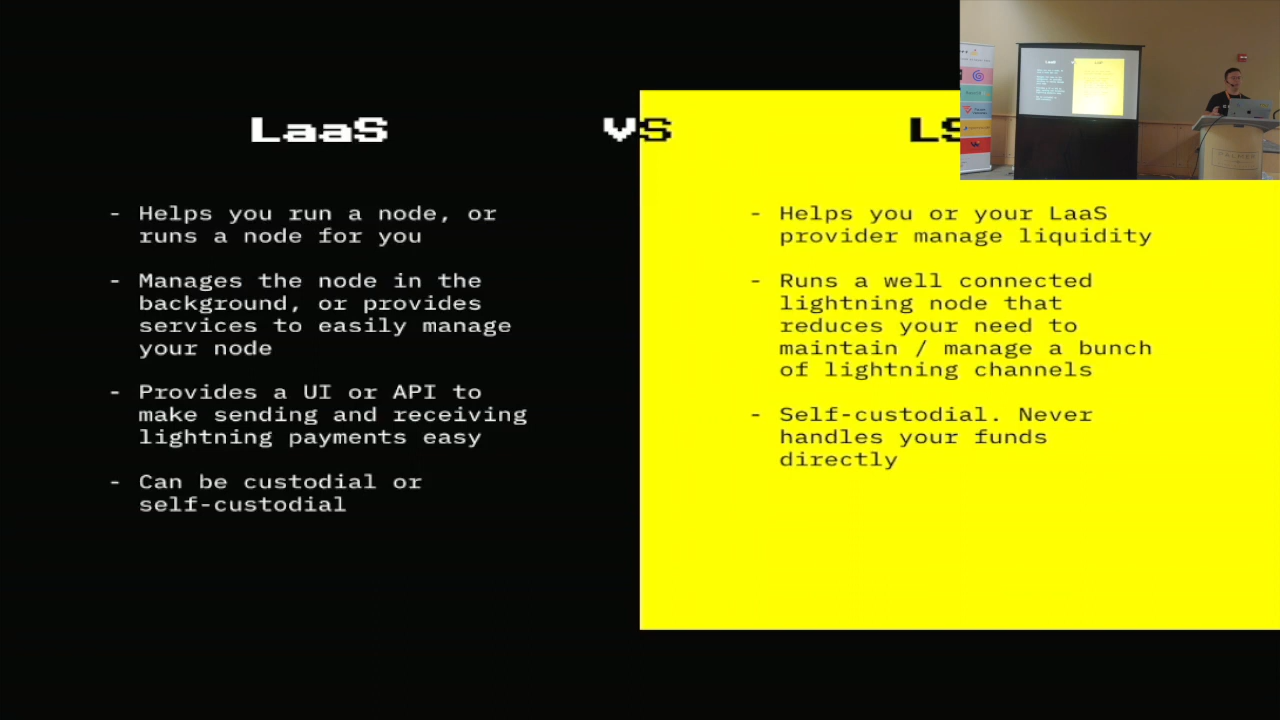 LaaS
vs
LS
- Helps you run a node, or
runs a node for you
- Manages the node in the
background, or provides
services to easily manage
your node
- Provides a UI or API to
make sending and receiving
lightning payments easy
- Can be custodial or
self-custodial
- Helps you or your LaaS
provider manage liquidity
- Runs a well connected
lightning node that
reduces your need to
maintain / manage a bunch
of lightning channels
- Self-custodial. Never
handles your funds
directly
PALMER